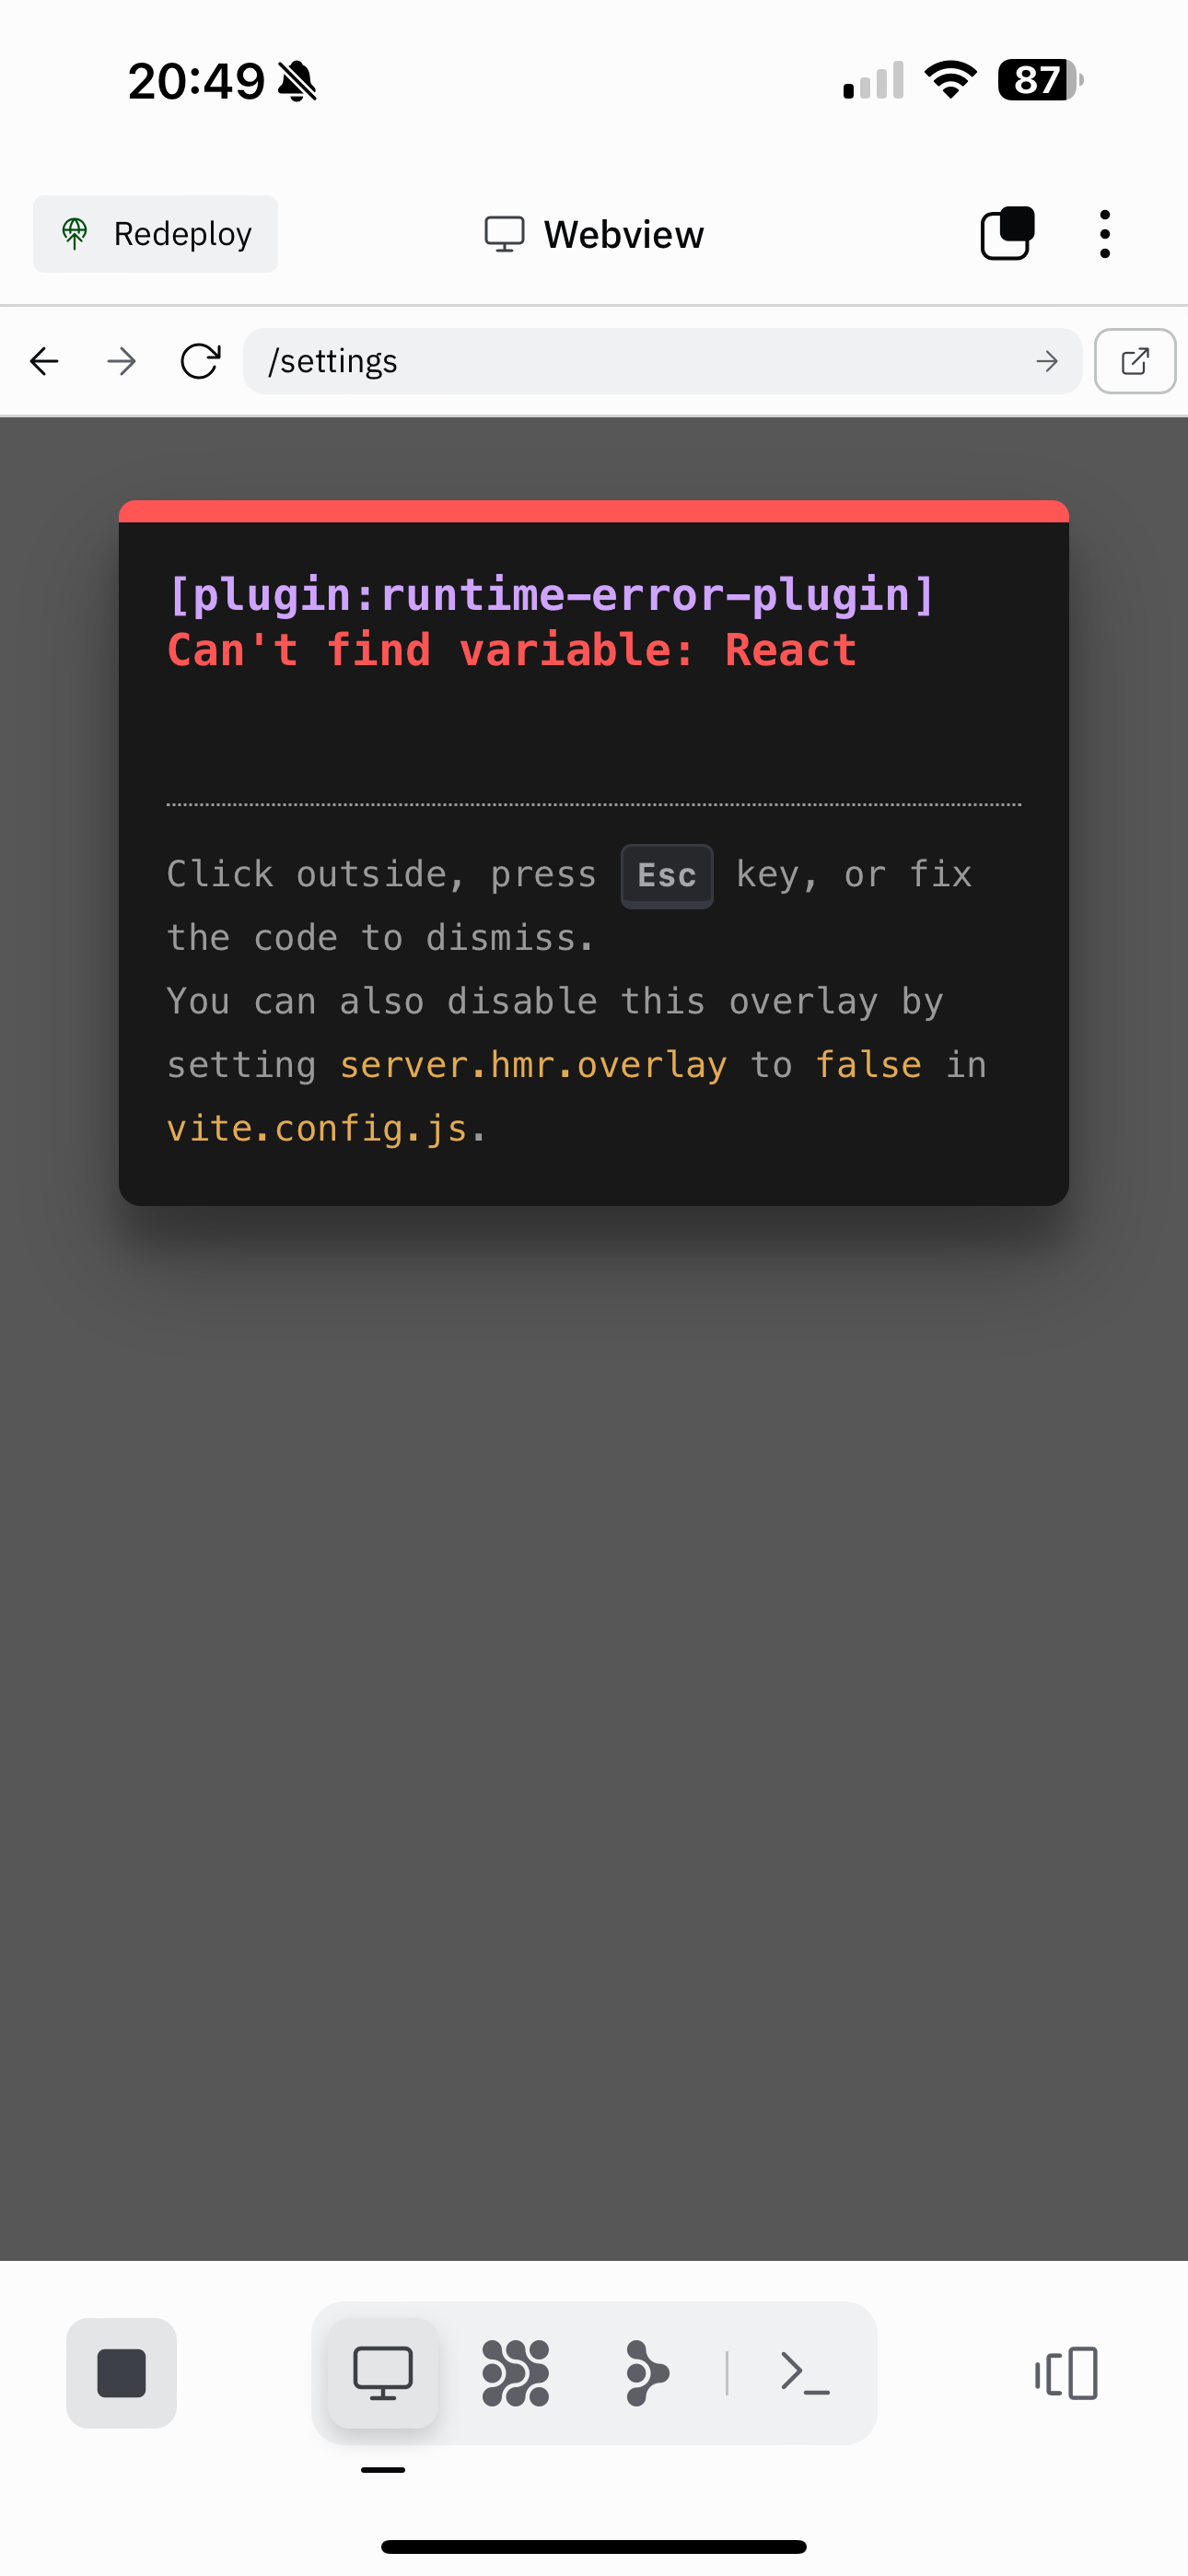 20:49
87
Redeploy
Webview
/settings
[plugin:runtime-error-plugin]
Can't find variable: React
Click outside, press Esc key, or fix
the code to dismiss.
You can also disable this overlay by
setting server.hmr.overlay to false in
vite.config.js.